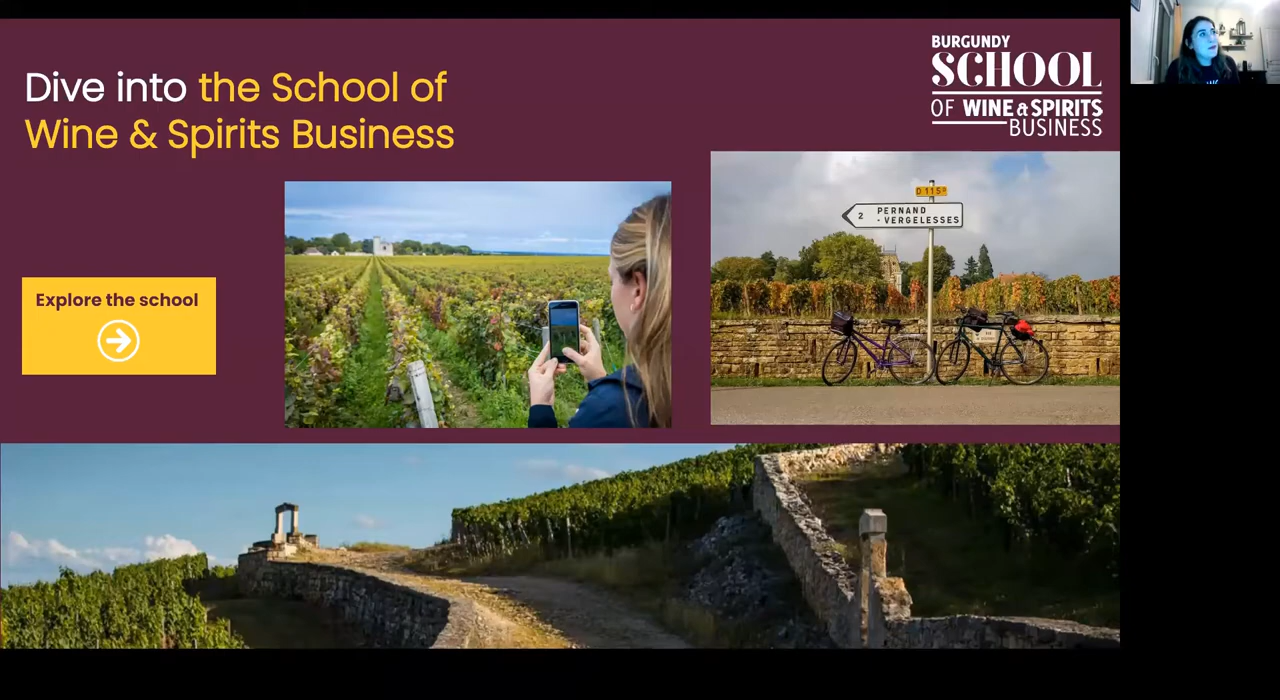 Dive into the School of
Wine & Spirits Business
BURGUNDY
SCHOOL
OF WINE & SPIRITS
BUSINESS
Explore the school
D 115D
2 PERNAND
-VERGELESSES